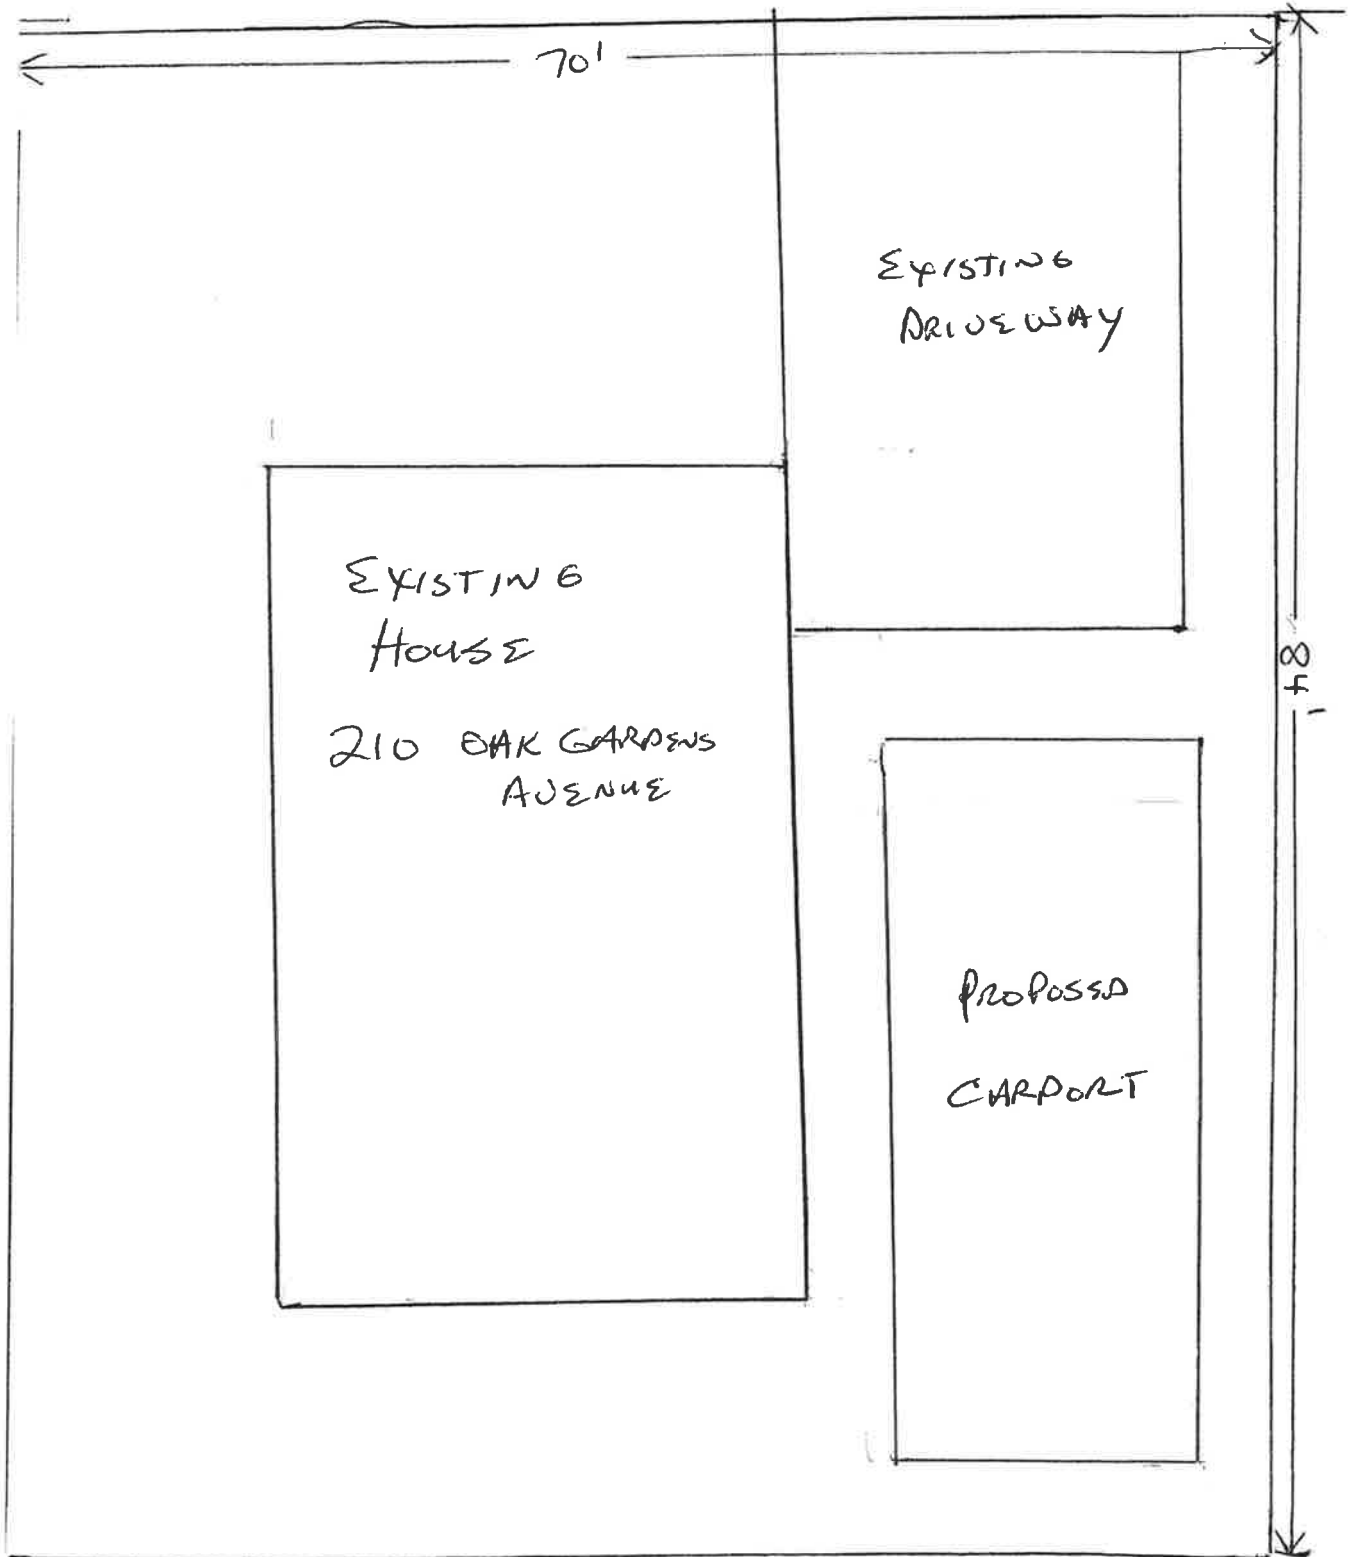 70'
EXISTING
DRIVEWAY
EXISTING
HOUSE
210 OAK GARDENS
AVENUE
84'
PROPOSED
CARPORT